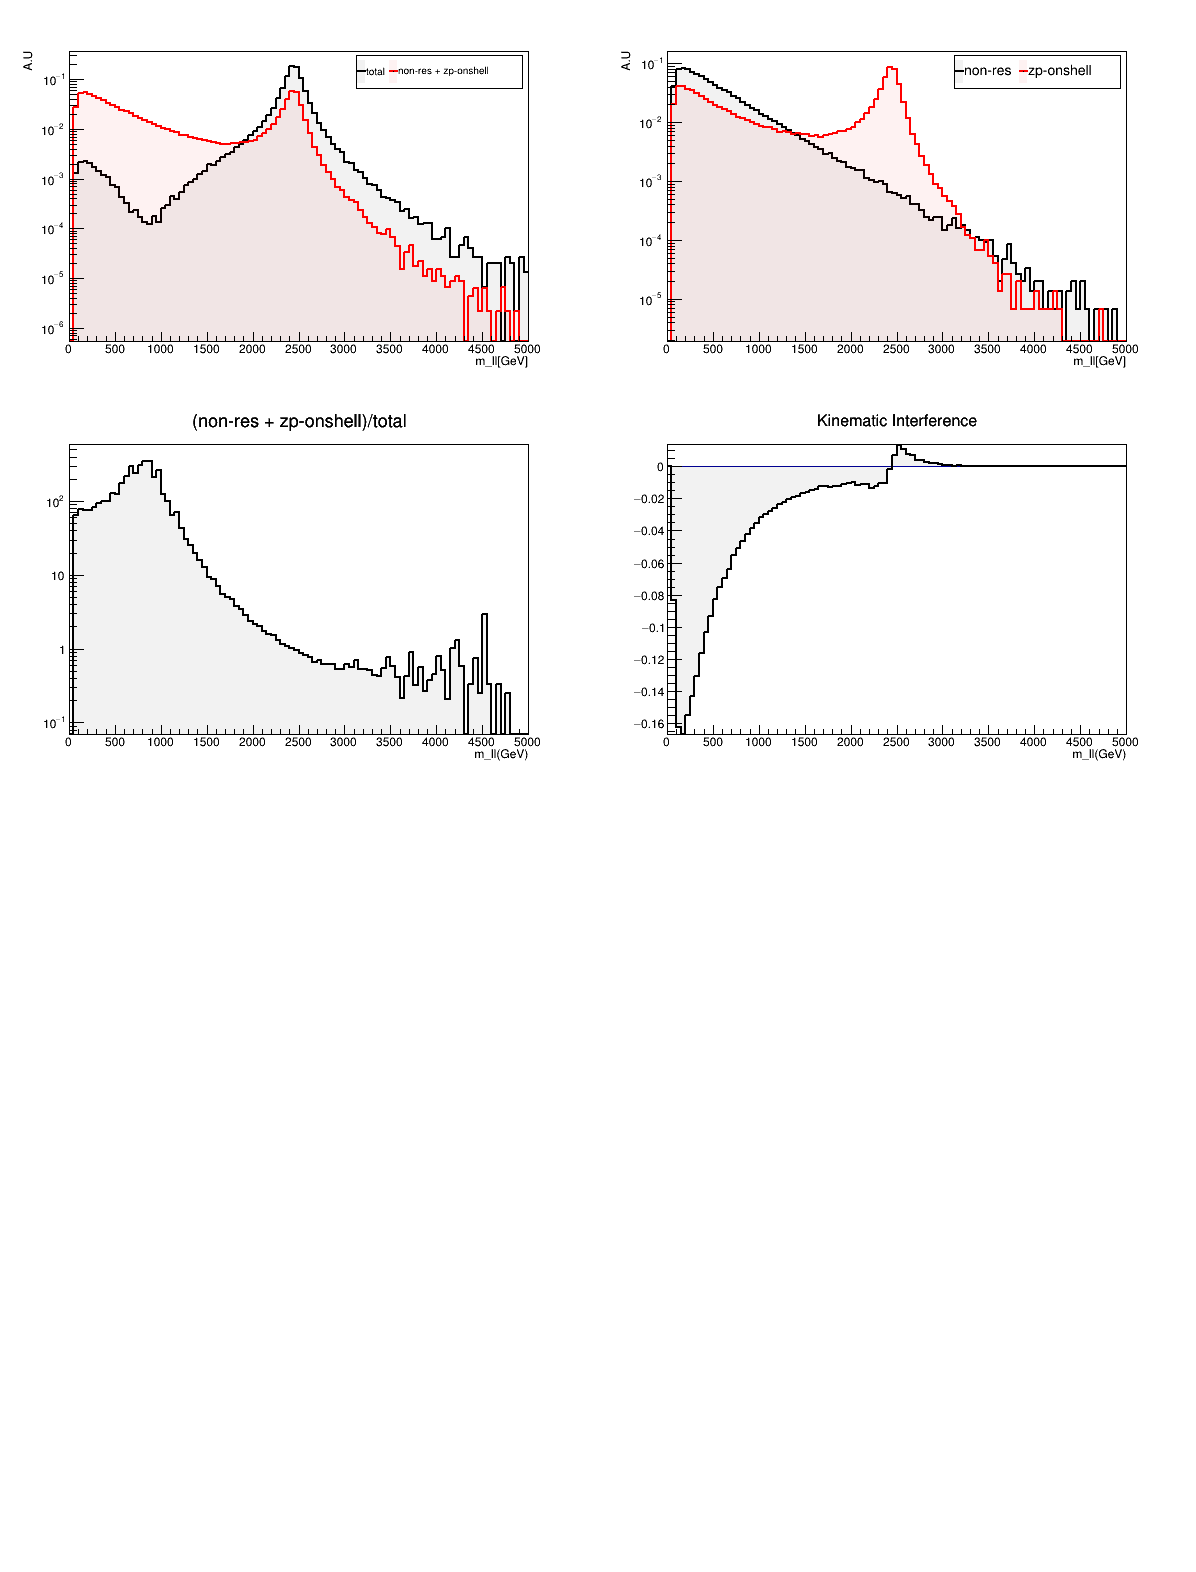 A.U
total non-res + zp-onshell
10⁻¹
10⁻²
10⁻³
10⁻⁴
10⁻⁵
10⁻⁶
0 500 1000 1500 2000 2500 3000 3500 4000 4500 5000
m_ll[GeV]
A.U
non-res zp-onshell
10⁻¹
10⁻²
10⁻³
10⁻⁴
10⁻⁵
0 500 1000 1500 2000 2500 3000 3500 4000 4500 5000
m_ll[GeV]
(non-res + zp-onshell)/total
10²
10
1
10⁻¹
0 500 1000 1500 2000 2500 3000 3500 4000 4500 5000
m_ll(GeV)
Kinematic Interference
0
−0.02
−0.04
−0.06
−0.08
−0.1
−0.12
−0.14
−0.16
0 500 1000 1500 2000 2500 3000 3500 4000 4500 5000
m_ll(GeV)